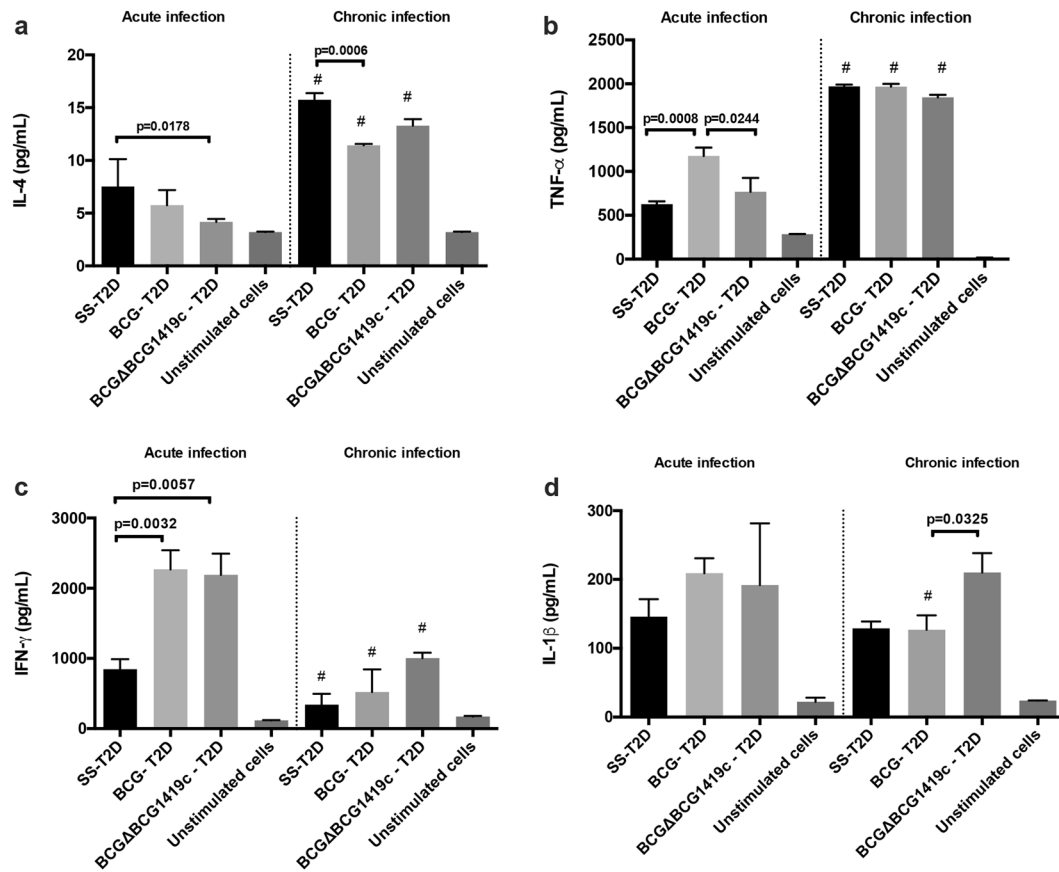 a
Acute infection
Chronic infection
IL-4 (pg/mL)
20
15
10
5
0
p=0.0178
p=0.0006
#
#
#
SS-T2D
BCG- T2D
BCGΔBCG1419c - T2D
Unstimulated cells
SS-T2D
BCG- T2D
BCGΔBCG1419c - T2D
Unstimulated cells
b
Acute infection
Chronic infection
TNF-α (pg/mL)
2500
2000
1500
1000
500
0
p=0.0008
p=0.0244
#
#
#
SS-T2D
BCG- T2D
BCGΔBCG1419c - T2D
Unstimulated cells
SS-T2D
BCG- T2D
BCGΔBCG1419c - T2D
Unstimulated cells
c
Acute infection
Chronic infection
IFN-γ (pg/mL)
3000
2000
1000
0
p=0.0057
p=0.0032
#
#
#
SS-T2D
BCG- T2D
BCGΔBCG1419c - T2D
Unstimulated cells
SS-T2D
BCG- T2D
BCGΔBCG1419c - T2D
Unstimulated cells
d
Acute infection
Chronic infection
IL-1β (pg/mL)
300
200
100
0
p=0.0325
#
SS-T2D
BCG- T2D
BCGΔBCG1419c - T2D
Unstimulated cells
SS-T2D
BCG- T2D
BCGΔBCG1419c - T2D
Unstimulated cells